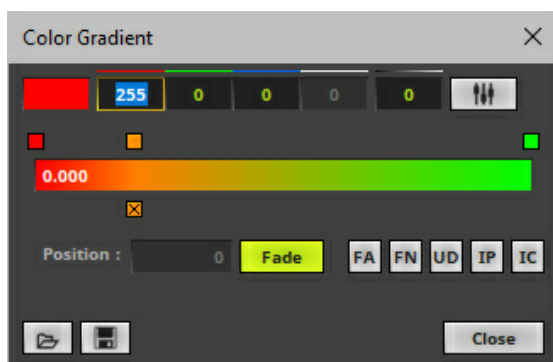 Color Gradient
255 0 0 0 0
0.000
Position : 0 Fade FA FN UD IP IC
Close